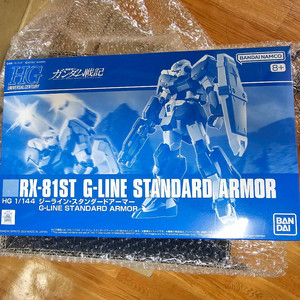 HG
UNIVERSAL CENTURY
ガンダム戦記
BANDAI NAMCO
8+
RX-81ST G-LINE STANDARD ARMOR
HG 1/144 ジーライン・スタンダードアーマー
G-LINE STANDARD ARMOR
BAN
DAI